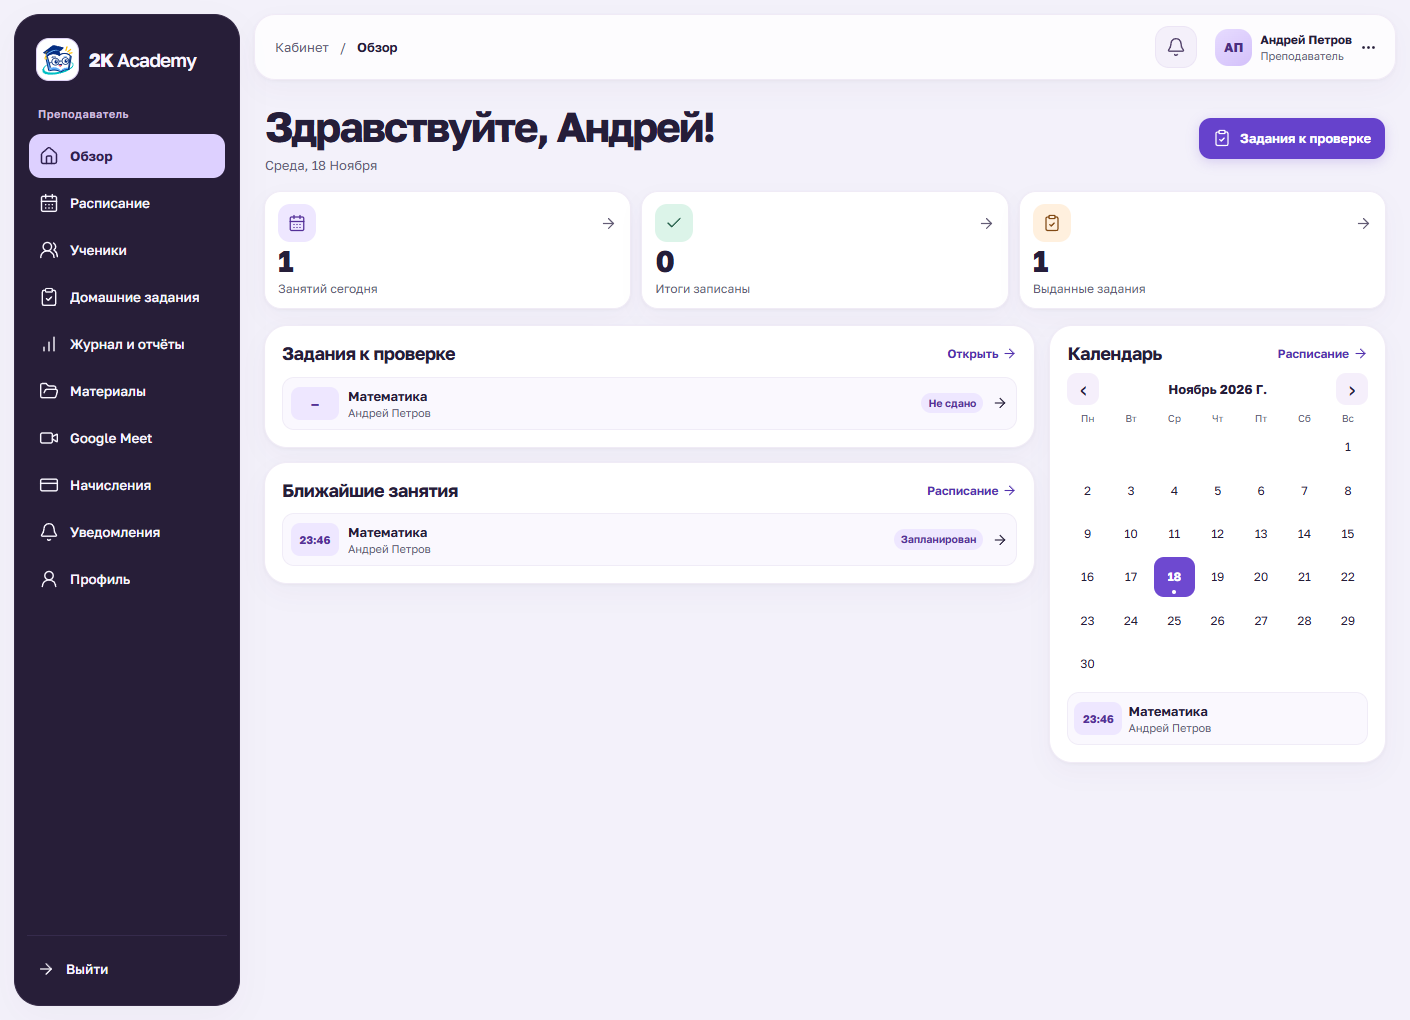 2K Academy
Преподаватель
Обзор
Расписание
Ученики
Домашние задания
Журнал и отчёты
Материалы
Google Meet
Начисления
Уведомления
Профиль
Выйти
Кабинет / Обзор
АП
Андрей Петров
Преподаватель
Здравствуйте, Андрей!
Среда, 18 Ноября
Задания к проверке
1
Занятий сегодня
0
Итоги записаны
1
Выданные задания
Задания к проверке
Открыть
–
Математика
Андрей Петров
Не сдано
Ближайшие занятия
Расписание
23:46
Математика
Андрей Петров
Запланирован
Календарь
Расписание
Ноябрь 2026 Г.
Пн Вт Ср Чт Пт Сб Вс
1
2 3 4 5 6 7 8
9 10 11 12 13 14 15
16 17 18 19 20 21 22
23 24 25 26 27 28 29
30
23:46
Математика
Андрей Петров